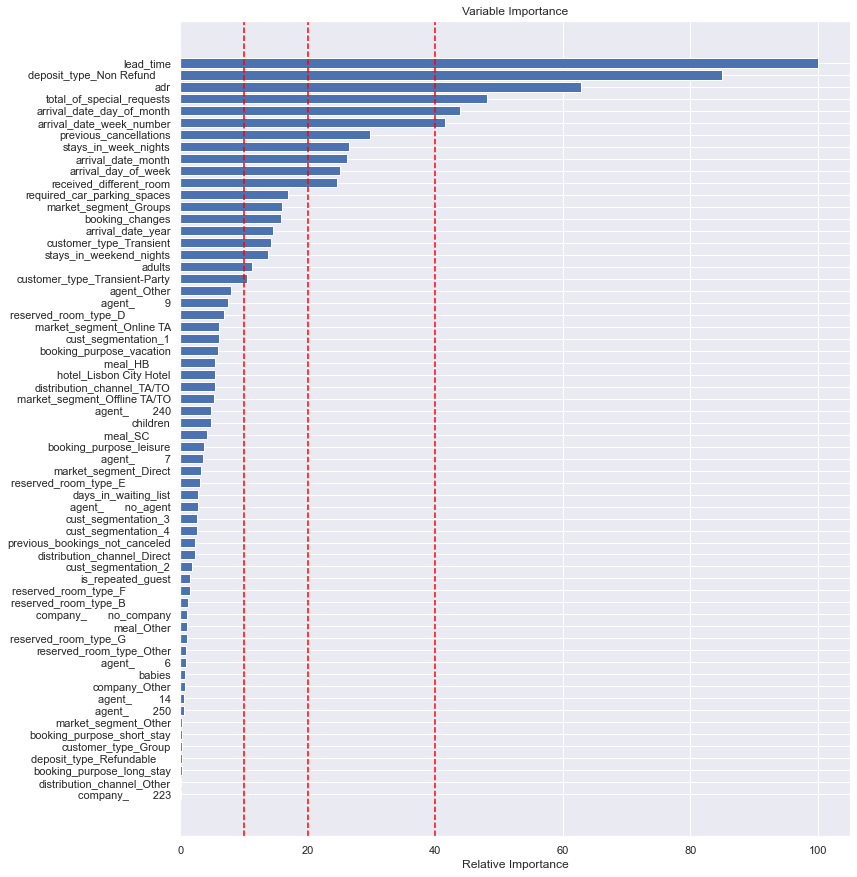 Variable Importance
lead_time
deposit_type_Non Refund
adr
total_of_special_requests
arrival_date_day_of_month
arrival_date_week_number
previous_cancellations
stays_in_week_nights
arrival_date_month
arrival_day_of_week
received_different_room
required_car_parking_spaces
market_segment_Groups
booking_changes
arrival_date_year
customer_type_Transient
stays_in_weekend_nights
adults
customer_type_Transient-Party
agent_Other
agent_ 9
reserved_room_type_D
market_segment_Online TA
cust_segmentation_1
booking_purpose_vacation
meal_HB
hotel_Lisbon City Hotel
distribution_channel_TA/TO
market_segment_Offline TA/TO
agent_ 240
children
meal_SC
booking_purpose_leisure
agent_ 7
market_segment_Direct
reserved_room_type_E
days_in_waiting_list
agent_ no_agent
cust_segmentation_3
cust_segmentation_4
previous_bookings_not_canceled
distribution_channel_Direct
cust_segmentation_2
is_repeated_guest
reserved_room_type_F
reserved_room_type_B
company_ no_company
meal_Other
reserved_room_type_G
reserved_room_type_Other
agent_ 6
babies
company_Other
agent_ 14
agent_ 250
market_segment_Other
booking_purpose_short_stay
customer_type_Group
deposit_type_Refundable
booking_purpose_long_stay
distribution_channel_Other
company_ 223
0 20 40 60 80 100
Relative Importance